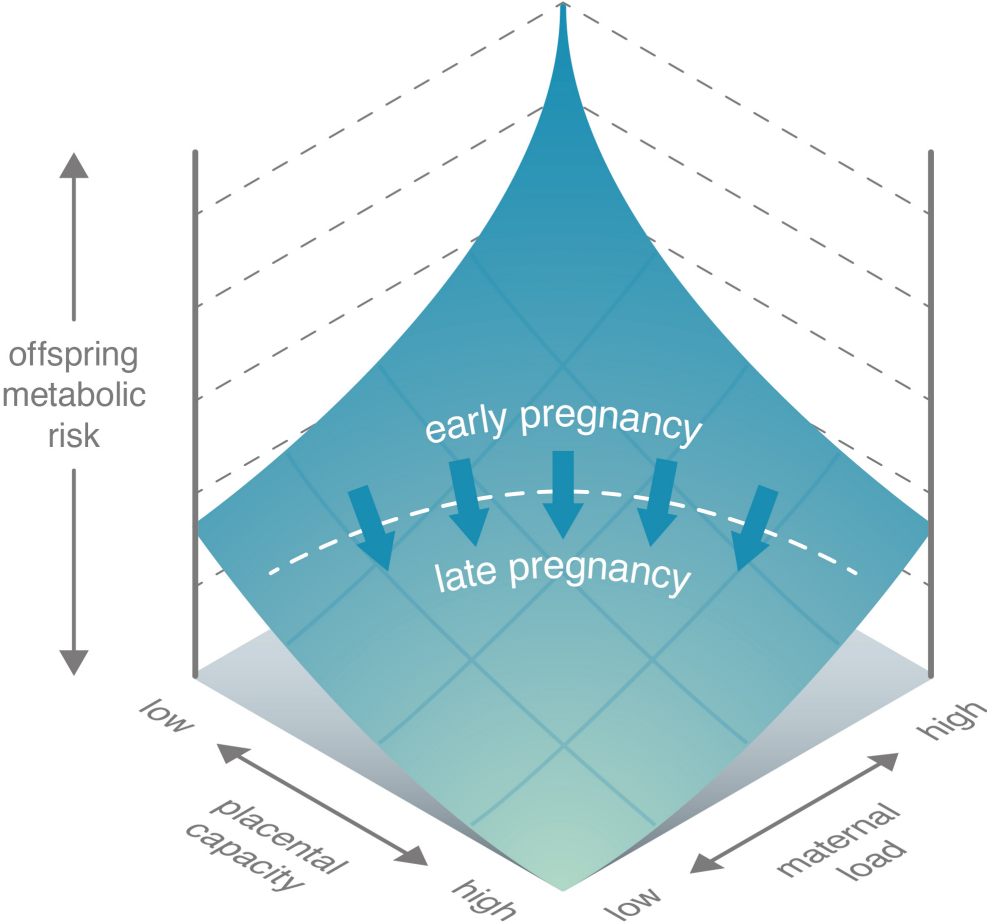 offspring
metabolic
risk
early pregnancy
late pregnancy
low
placental
capacity
high
low
maternal
load
high